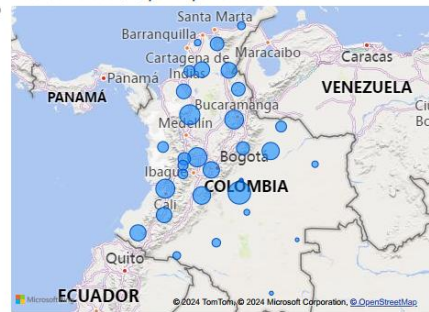 Santa Marta
Barranquilla
Cartagena de
Indias
Maracaibo
Caracas
Panamá
PANAMÁ
VENEZUELA
Bucaramanga
Medellín
Bogotá
Ibagué
COLOMBIA
Cali
Quito
ECUADOR
Microsoft
© 2024 TomTom, © 2024 Microsoft Corporation, © OpenStreetMap